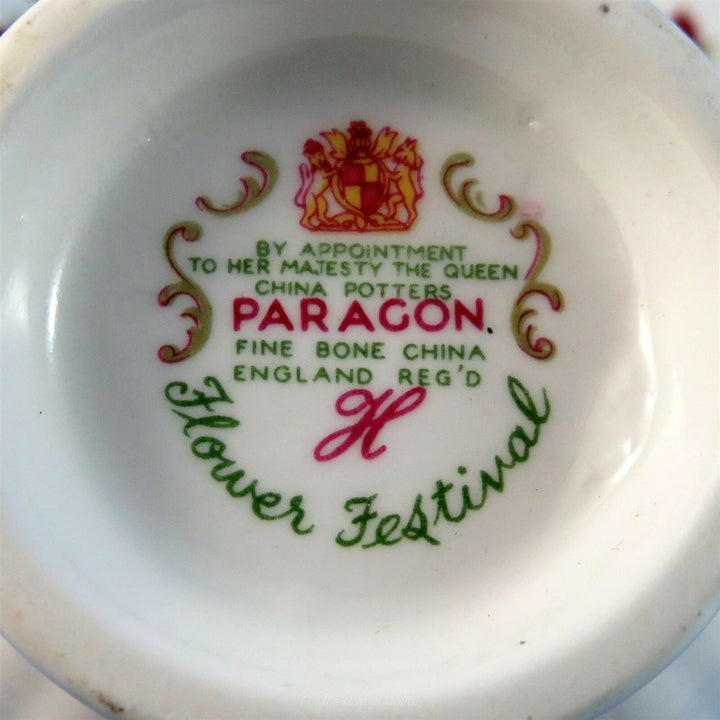 BY APPOINTMENT
TO HER MAJESTY THE QUEEN
CHINA POTTERS
PARAGON.
FINE BONE CHINA
ENGLAND REG'D
H
Flower Festival